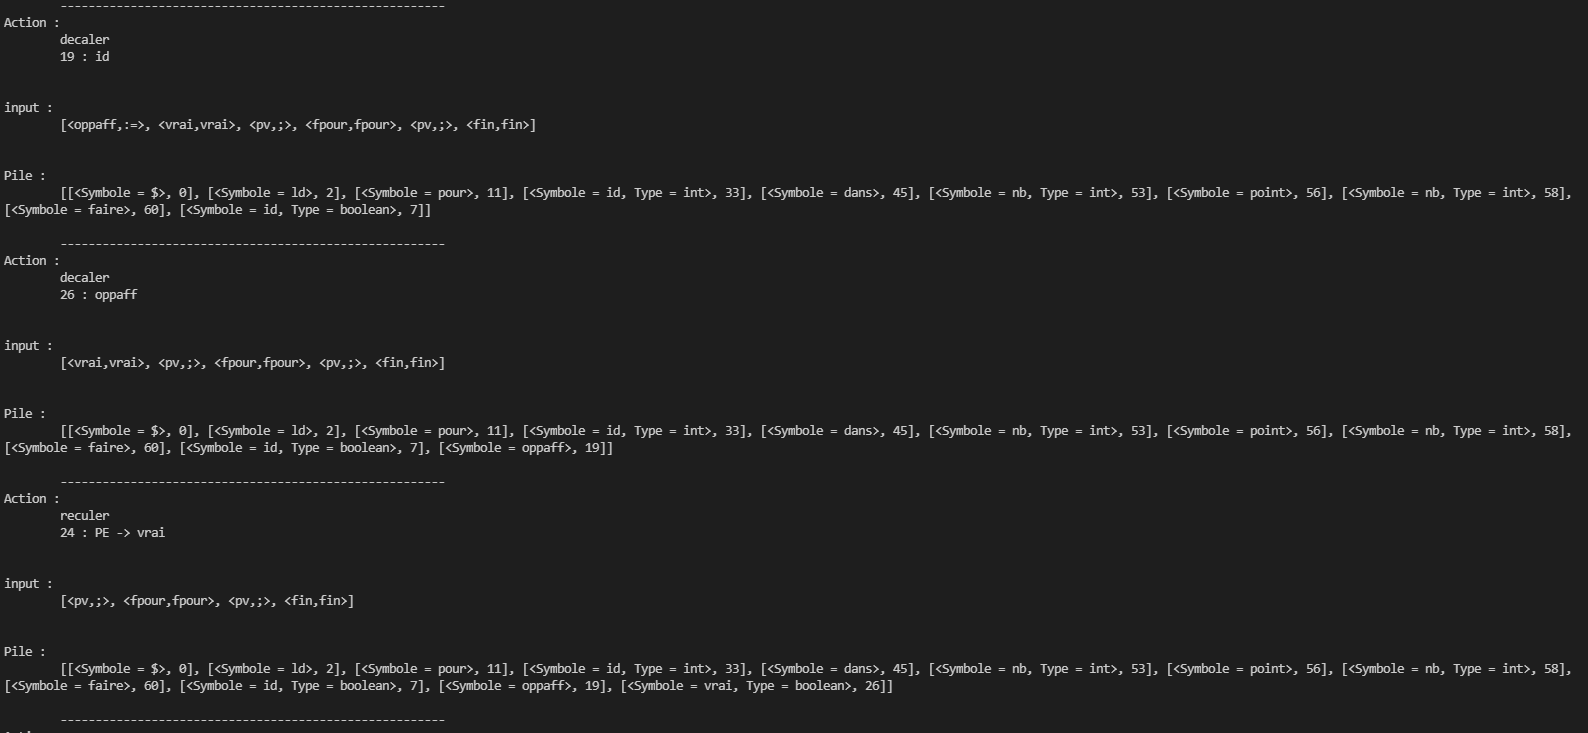 -------------------------------------------------------
Action :
decaler
19 : id
input :
[<oppaff,:=>, <vrai,vrai>, <pv,;>, <fpour,fpour>, <pv,;>, <fin,fin>]
Pile :
[[<Symbole = $>, 0], [<Symbole = ld>, 2], [<Symbole = pour>, 11], [<Symbole = id, Type = int>, 33], [<Symbole = dans>, 45], [<Symbole = nb, Type = int>, 53], [<Symbole = point>, 56], [<Symbole = nb, Type = int>, 58],
[<Symbole = faire>, 60], [<Symbole = id, Type = boolean>, 7]]
-------------------------------------------------------
Action :
decaler
26 : oppaff
input :
[<vrai,vrai>, <pv,;>, <fpour,fpour>, <pv,;>, <fin,fin>]
Pile :
[[<Symbole = $>, 0], [<Symbole = ld>, 2], [<Symbole = pour>, 11], [<Symbole = id, Type = int>, 33], [<Symbole = dans>, 45], [<Symbole = nb, Type = int>, 53], [<Symbole = point>, 56], [<Symbole = nb, Type = int>, 58],
[<Symbole = faire>, 60], [<Symbole = id, Type = boolean>, 7], [<Symbole = oppaff>, 19]]
-------------------------------------------------------
Action :
reculer
24 : PE -> vrai
input :
[<pv,;>, <fpour,fpour>, <pv,;>, <fin,fin>]
Pile :
[[<Symbole = $>, 0], [<Symbole = ld>, 2], [<Symbole = pour>, 11], [<Symbole = id, Type = int>, 33], [<Symbole = dans>, 45], [<Symbole = nb, Type = int>, 53], [<Symbole = point>, 56], [<Symbole = nb, Type = int>, 58],
[<Symbole = faire>, 60], [<Symbole = id, Type = boolean>, 7], [<Symbole = oppaff>, 19], [<Symbole = vrai, Type = boolean>, 26]]
-------------------------------------------------------